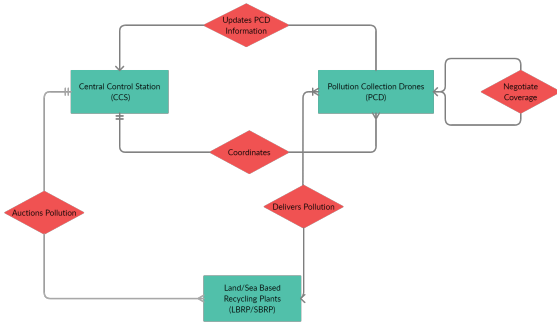 Updates PCD
Information
Central Control Station
(CCS)
Pollution Collection Drones
(PCD)
Negotiate
Coverage
Coordinates
Auctions Pollution
Delivers Pollution
Land/Sea Based
Recycling Plants
(LBRP/SBRP)